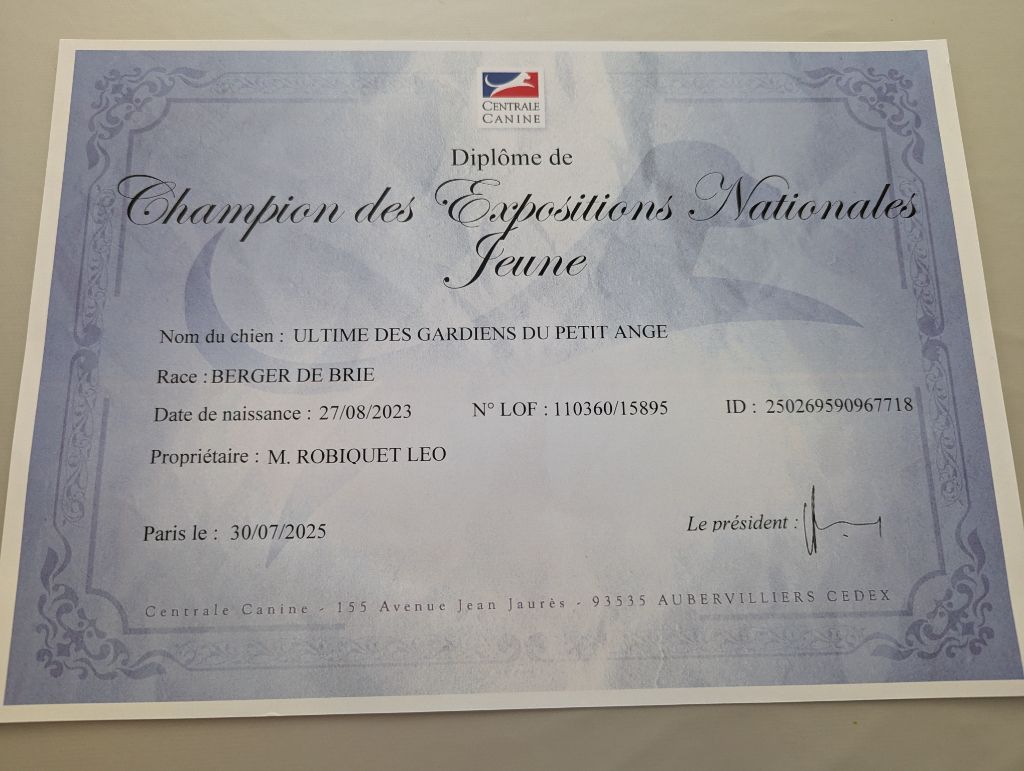 CENTRALE
CANINE
Diplôme de
Champion des Expositions Nationales
Jeune
Nom du chien : ULTIME DES GARDIENS DU PETIT ANGE
Race : BERGER DE BRIE
Date de naissance : 27/08/2023 N° LOF : 110360/15895 ID : 250269590967718
Propriétaire : M. ROBIQUET LEO
Paris le : 30/07/2025 Le président :
Centrale Canine - 155 Avenue Jean Jaurès - 93535 AUBERVILLIERS CEDEX